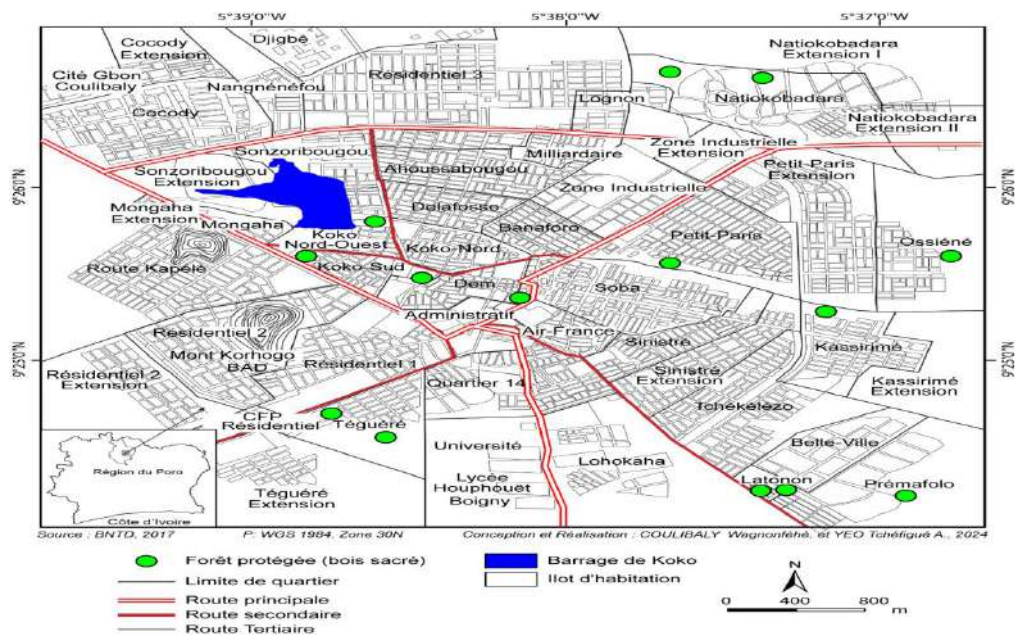 5°39'0"W
5°38'0"W
5°37'0"W
Cocody
Extension
Djigbé
Natiokobadara
Extension I
Cité Gbon
Coulibaly
Nangnénéfou
Résidentiel 3
Lognon
Natiokobadara
Cocody
Natiokobadara
Extension II
Sonzoribougou
Milliardaire
Zone Industrielle
Extension
Ahoussabougou
Petit-Paris
Extension
9°26'0"N
9°26'0"N
Sonzoribougou
Extension
Zone Industrielle
Mongaha
Extension
Delafosse
Mongaha
Banaforo
Koko
Nord-Ouest
Koko-Nord
Petit-Paris
Ossiéné
Route Kapélé
Koko-Sud
Dem
Soba
Administratif
Résidentiel 2
Air-France
Sinistré
Kassirimé
Mont Korhogo
BAD
Résidentiel 1
9°25'0"N
9°25'0"N
Résidentiel 2
Extension
Quartier 14
Sinistré
Extension
Kassirimé
Extension
Tchékélézo
CFP
Résidentiel
Téguéré
Belle-Ville
Université
Lohokaha
Latonon
Prémafolo
Région du Poro
Lycée
Houphouët
Boigny
Téguéré
Extension
Côte d'Ivoire
Source : BNTD, 2017
P: WGS 1984, Zone 30N
Conception et Réalisation : COULIBALY Wagnonféhé, et YEO Tchéfigué A., 2024
Forêt protégée (bois sacré)
Limite de quartier
Route principale
Route secondaire
Route Tertiaire
Barrage de Koko
Ilot d'habitation
N
0 400 800
m